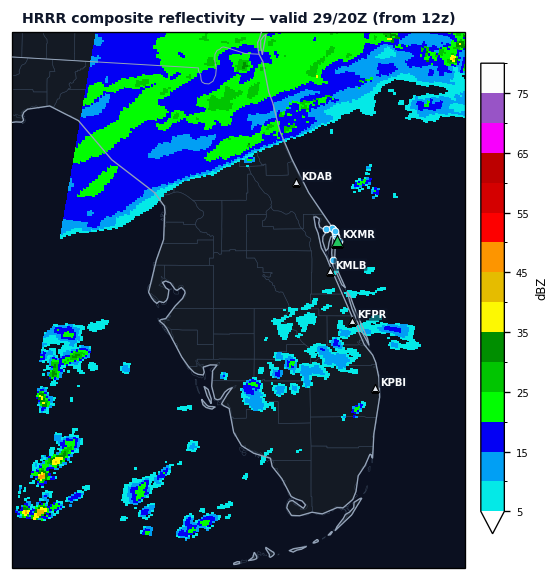 HRRR composite reflectivity — valid 29/20Z (from 12z)
KDAB
KXMR
KMLB
KFPR
KPBI
75
65
55
45
35
25
15
5
dBZ